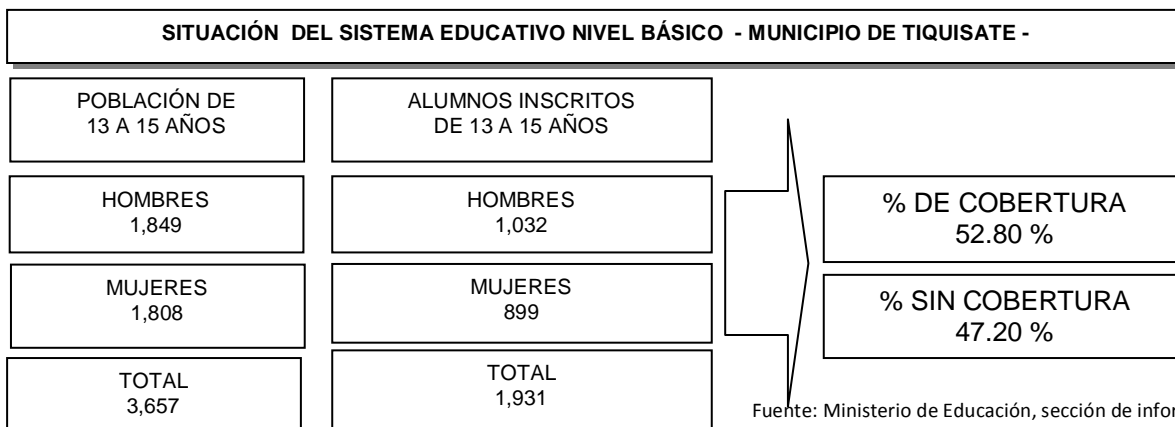 SITUACIÓN DEL SISTEMA EDUCATIVO NIVEL BÁSICO - MUNICIPIO DE TIQUISATE -
POBLACIÓN DE
13 A 15 AÑOS
ALUMNOS INSCRITOS
DE 13 A 15 AÑOS
HOMBRES
1,849
HOMBRES
1,032
% DE COBERTURA
52.80 %
MUJERES
1,808
MUJERES
899
% SIN COBERTURA
47.20 %
TOTAL
3,657
TOTAL
1,931
Fuente: Ministerio de Educación, sección de